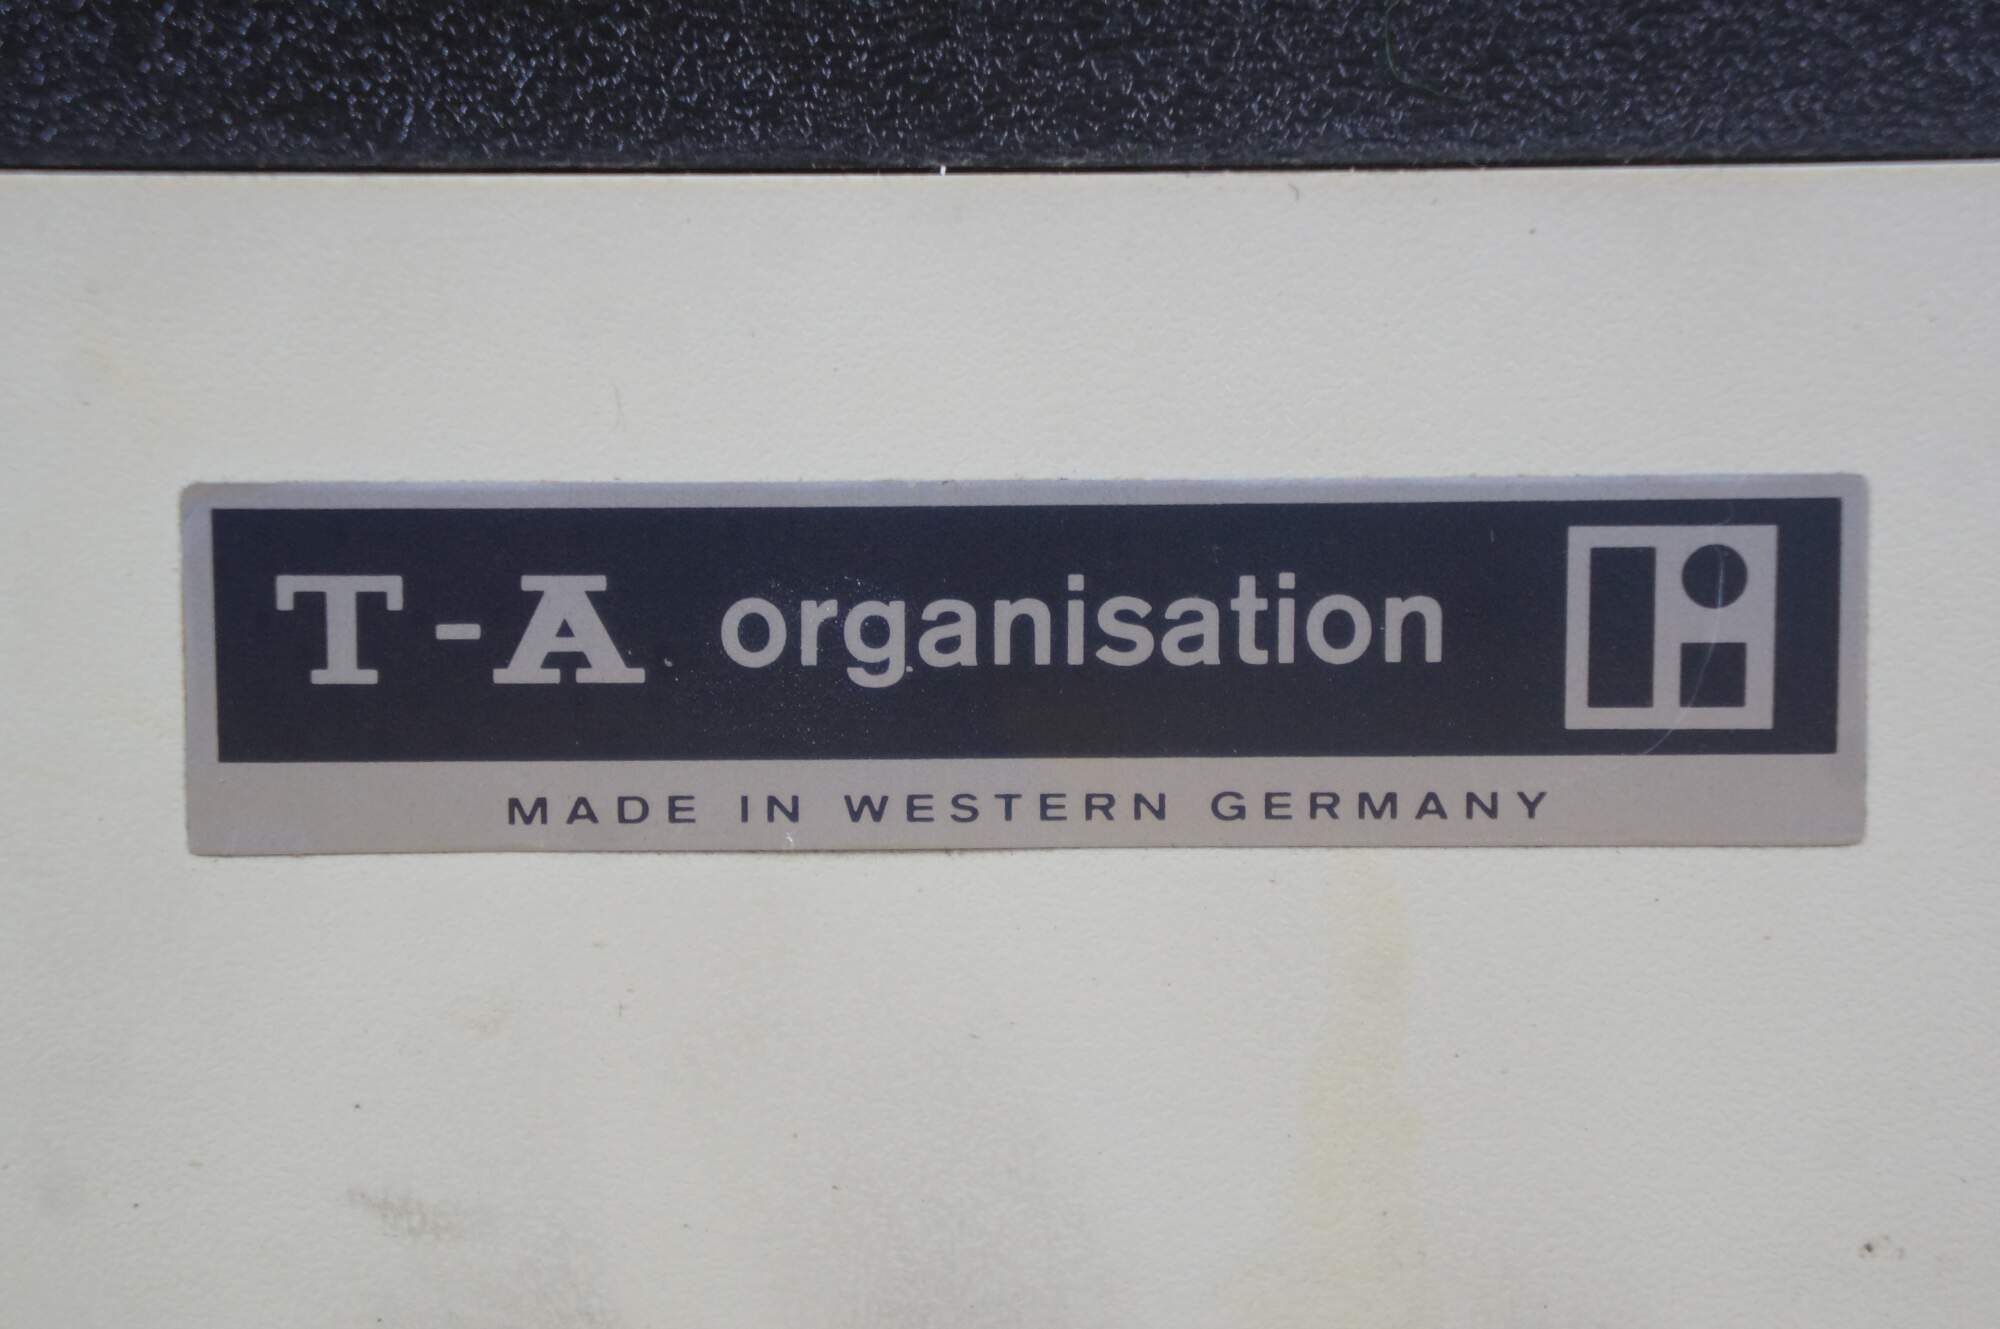 T-A organisation
MADE IN WESTERN GERMANY